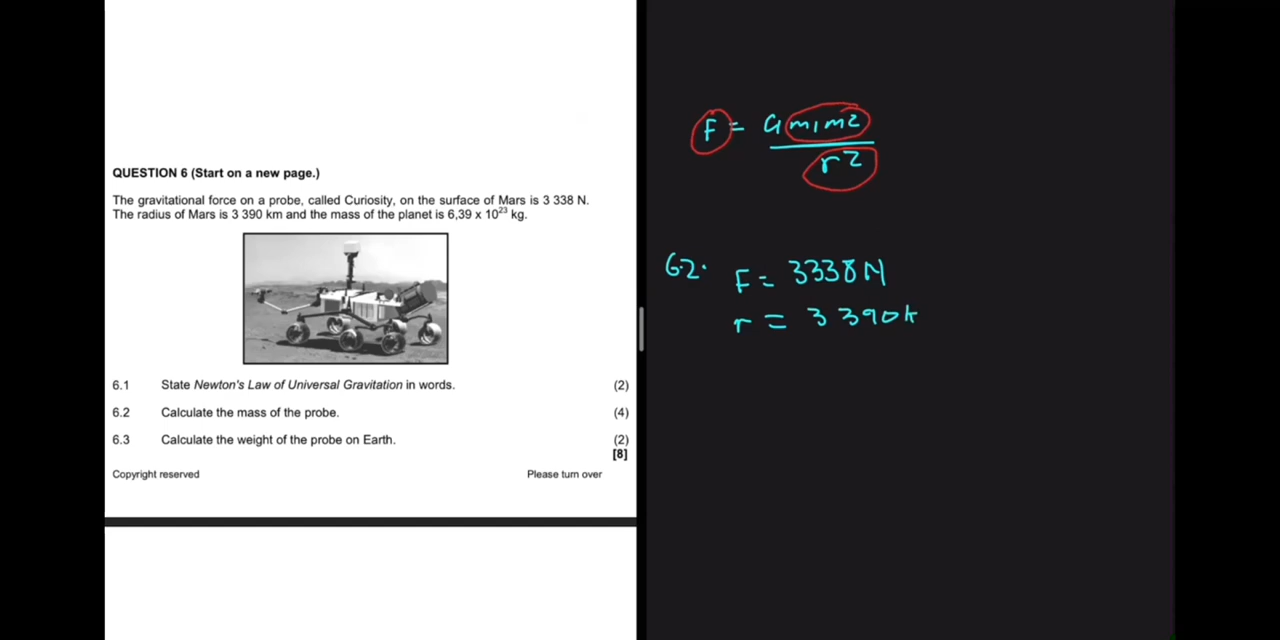 QUESTION 6 (Start on a new page.)
The gravitational force on a probe, called Curiosity, on the surface of Mars is 3 338 N.
The radius of Mars is 3 390 km and the mass of the planet is 6,39 x 10²³ kg.
6.1 State Newton's Law of Universal Gravitation in words. (2)
6.2 Calculate the mass of the probe. (4)
6.3 Calculate the weight of the probe on Earth. (2)
[8]
Copyright reserved Please turn over
F = G m1 m2
r2
6.2. F = 3338 N
r = 3 390 k